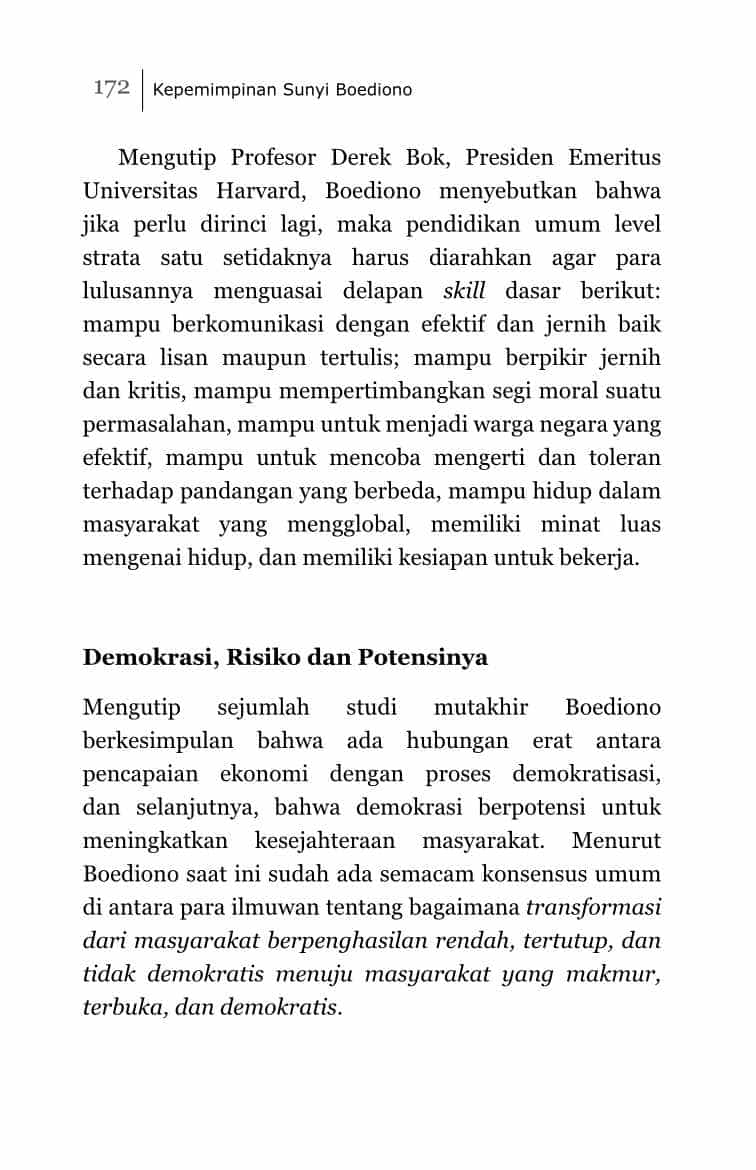 172 Kepemimpinan Sunyi Boediono
Mengutip Profesor Derek Bok, Presiden Emeritus
Universitas Harvard, Boediono menyebutkan bahwa
jika perlu dirinci lagi, maka pendidikan umum level
strata satu setidaknya harus diarahkan agar para
lulusannya menguasai delapan skill dasar berikut:
mampu berkomunikasi dengan efektif dan jernih baik
secara lisan maupun tertulis; mampu berpikir jernih
dan kritis, mampu mempertimbangkan segi moral suatu
permasalahan, mampu untuk menjadi warga negara yang
efektif, mampu untuk mencoba mengerti dan toleran
terhadap pandangan yang berbeda, mampu hidup dalam
masyarakat yang mengglobal, memiliki minat luas
mengenai hidup, dan memiliki kesiapan untuk bekerja.
Demokrasi, Risiko dan Potensinya
Mengutip sejumlah studi mutakhir Boediono
berkesimpulan bahwa ada hubungan erat antara
pencapaian ekonomi dengan proses demokratisasi,
dan selanjutnya, bahwa demokrasi berpotensi untuk
meningkatkan kesejahteraan masyarakat. Menurut
Boediono saat ini sudah ada semacam konsensus umum
di antara para ilmuwan tentang bagaimana transformasi
dari masyarakat berpenghasilan rendah, tertutup, dan
tidak demokratis menuju masyarakat yang makmur,
terbuka, dan demokratis.